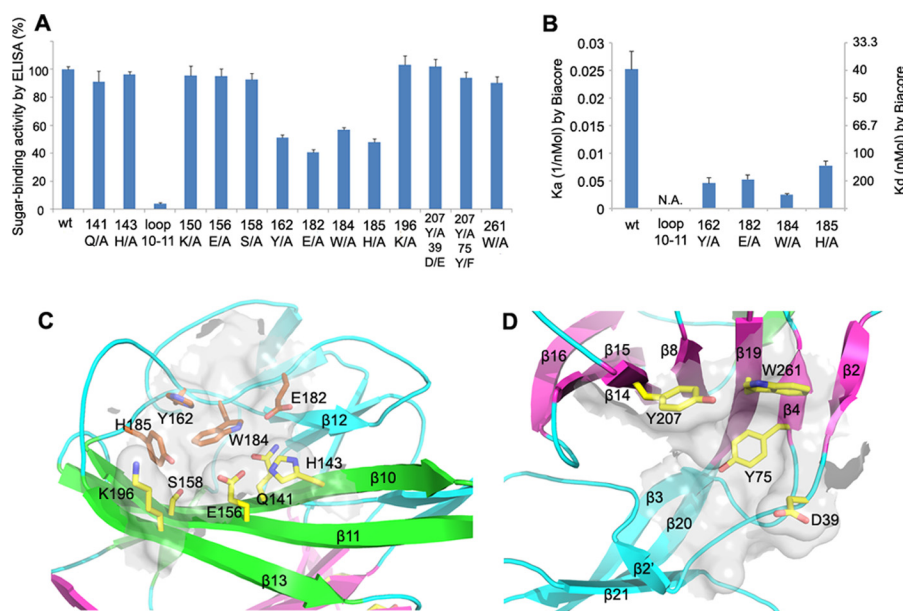 A
Sugar-binding activity by ELISA (%)
100
80
60
40
20
0
wt
141 Q/A
143 H/A
loop 10-11
150 K/A
156 E/A
158 S/A
162 Y/A
182 E/A
184 W/A
185 H/A
196 K/A
207 Y/A 39 D/E
207 Y/A 75 Y/F
261 W/A
B
Ka (1/nMol) by Biacore
0.03
0.025
0.02
0.015
0.01
0.005
0
N.A.
wt
loop 10-11
162 Y/A
182 E/A
184 W/A
185 H/A
33.3
40
50
66.7
100
200
Kd (nMol) by Biacore
C
E182
Y162
β12
H185
W184
H143
K196
S158
β10
Q141
E156
β11
β13
D
β16
β15
β8
β19
W261
β2
β14
β4
Y207
Y75
β3
β20
D39
β2'
β21